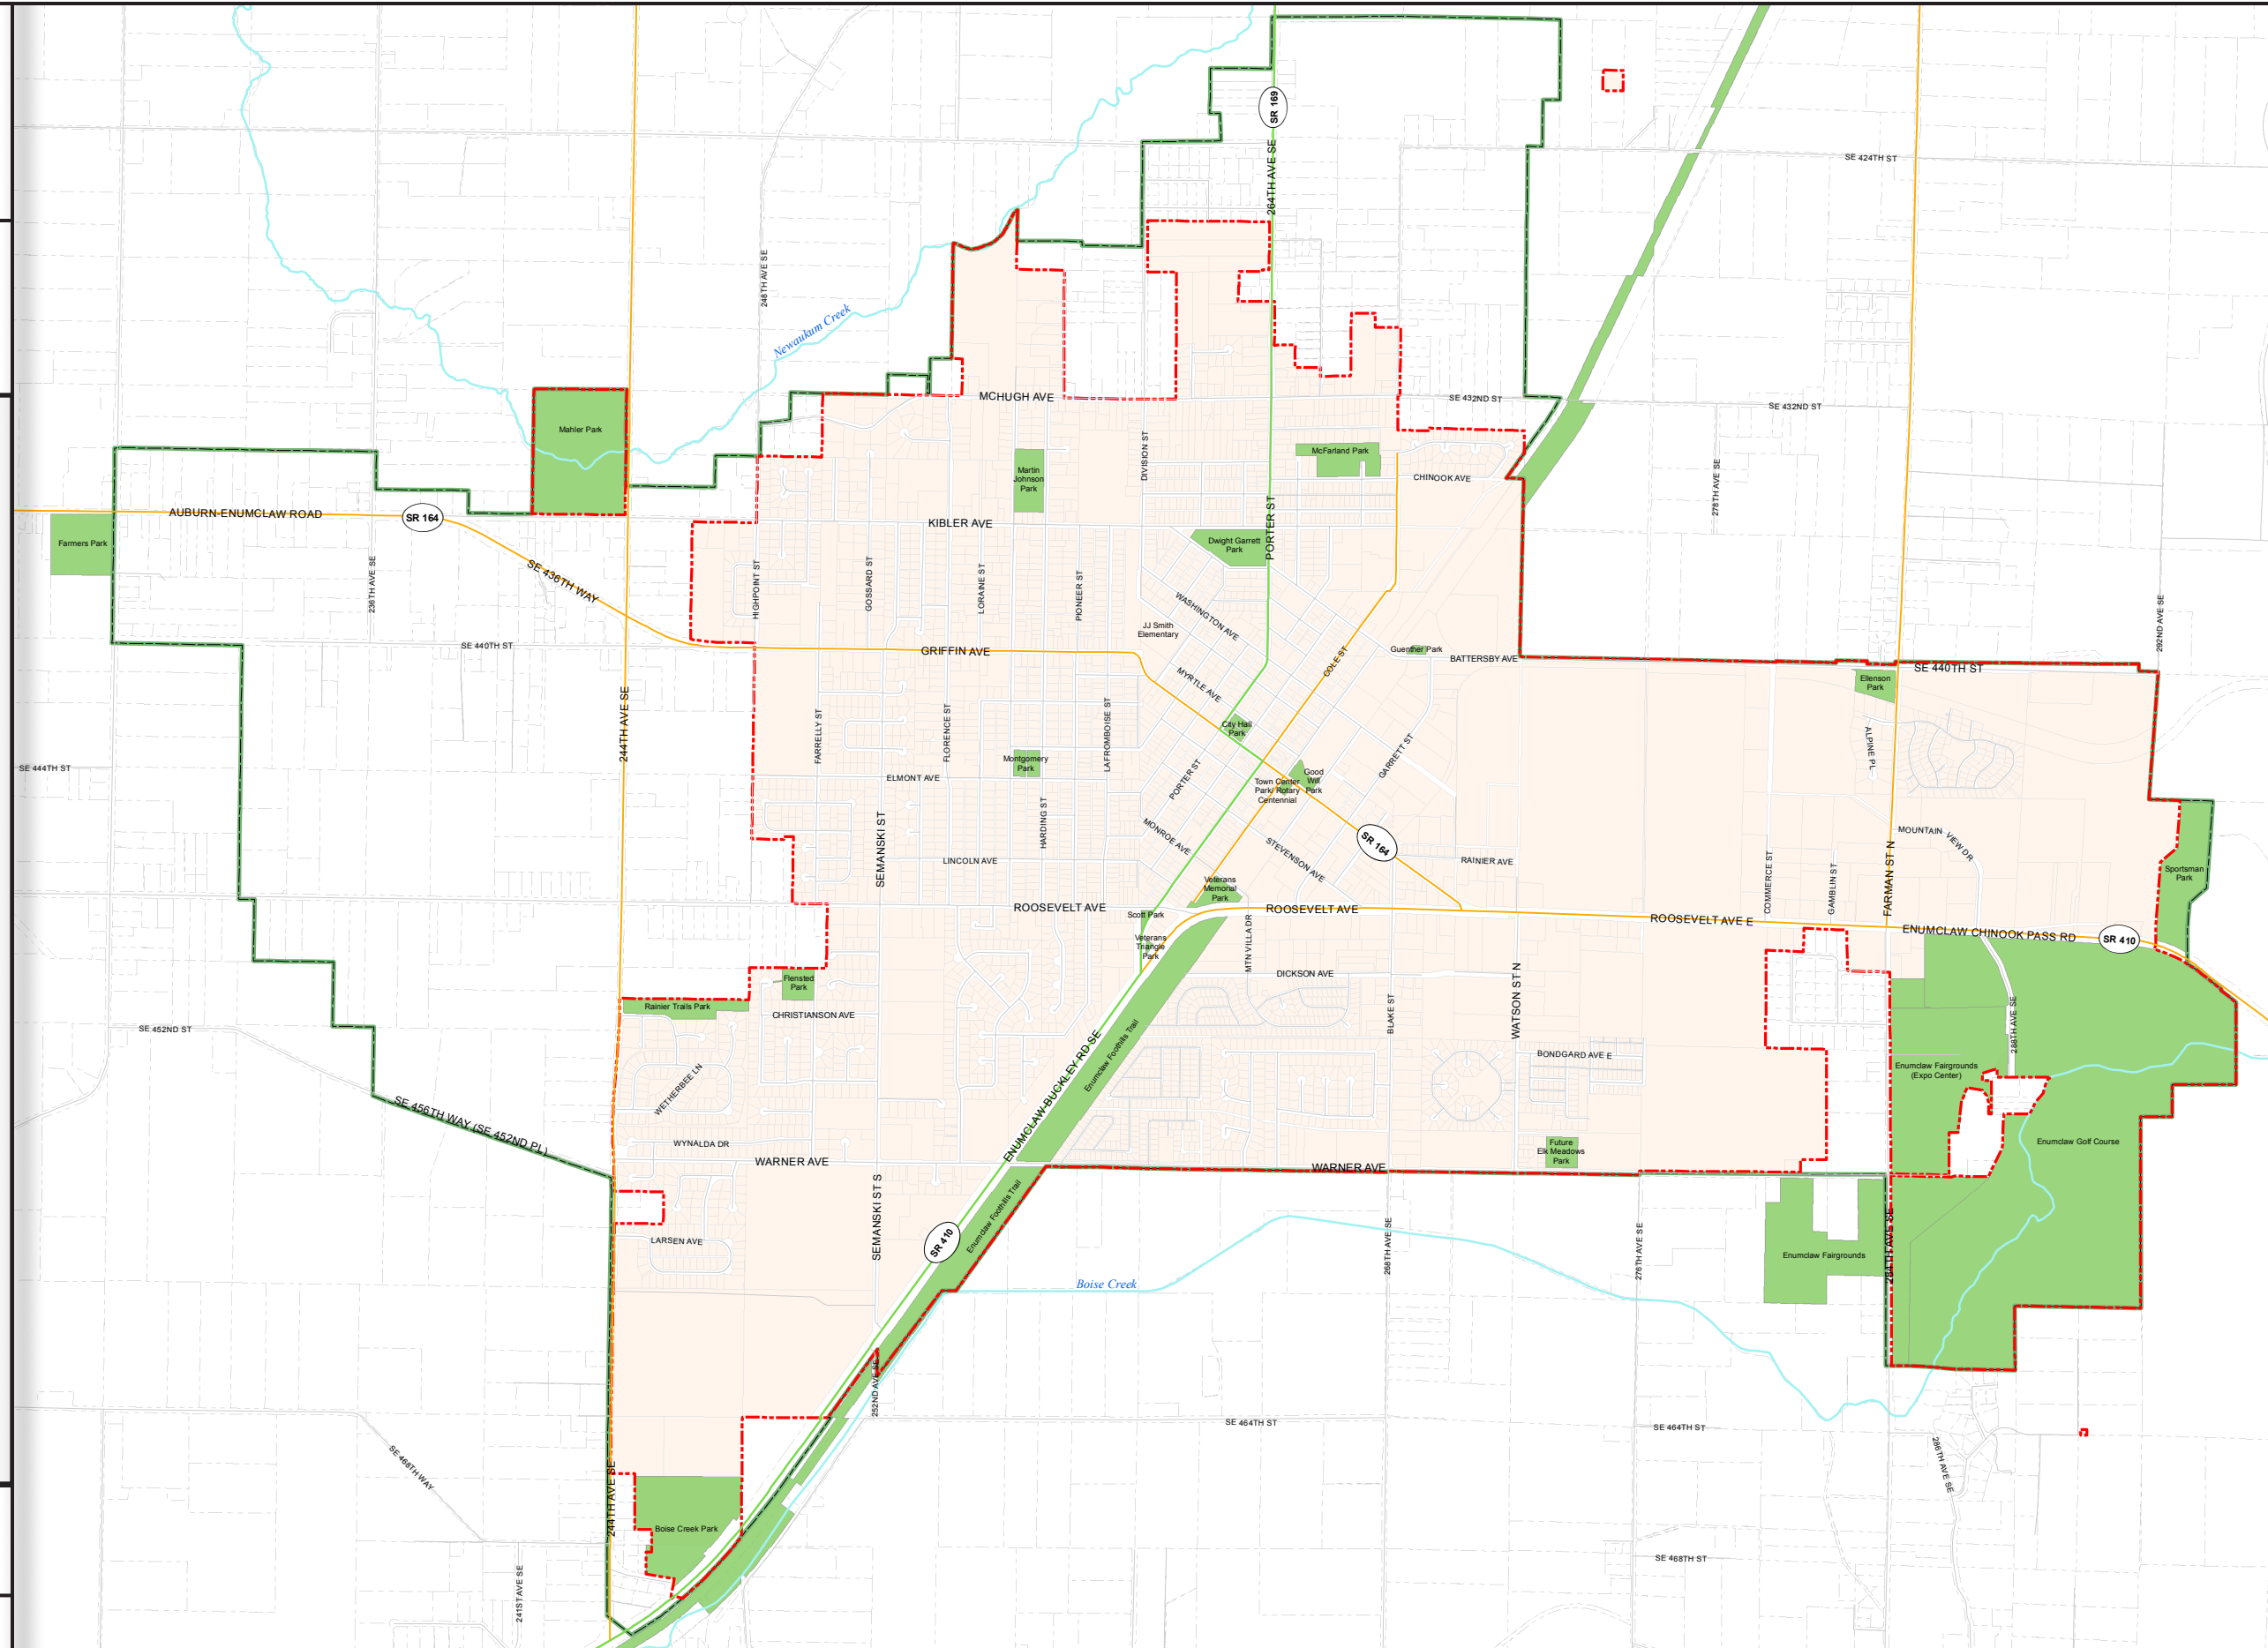 SR 169
264TH AVE SE
SE 424TH ST
248TH AVE SE
Newaukum Creek
MCHUGH AVE
SE 432ND ST
SE 432ND ST
Mahler Park
Martin
Johnson
Park
DIVISION ST
McFarland Park
CHINOOK AVE
278TH AVE SE
AUBURN-ENUMCLAW ROAD
SR 164
Farmers Park
KIBLER AVE
PORTER ST
Dwight Garrett
Park
236TH AVE SE
SE 436TH WAY
HIGHPOINT ST
GOSSARD ST
LORAINE ST
PIONEER ST
WASHINGTON AVE
JJ Smith
Elementary
292ND AVE SE
SE 440TH ST
GRIFFIN AVE
COLE ST
Guenther Park
BATTERSBY AVE
SE 440TH ST
Ellenson
Park
MYRTLE AVE
244TH AVE SE
FARRELLY ST
FLORENCE ST
LAFROMBOISE ST
City Hall
Park
GARRETT ST
ALPINE PL
SE 444TH ST
Montgomery
Park
ELMONT AVE
PORTER ST
Town Center
Park/ Rotary
Centennial
Good
Will
Park
HARDING ST
MONROE AVE
SEMANSKI ST
STEVENSON AVE
SR 164
LINCOLN AVE
RAINIER AVE
MOUNTAIN VIEW DR
COMMERCE ST
GAMBLIN ST
FARMAN ST N
Sportsman
Park
Veterans
Memorial
Park
ROOSEVELT AVE
Scott Park
ROOSEVELT AVE
ROOSEVELT AVE E
ENUMCLAW CHINOOK PASS RD
SR 410
Veterans
Triangle
Park
MTN VILLA DR
DICKSON AVE
Flensted
Park
Rainier Trails Park
CHRISTIANSON AVE
SE 452ND ST
BLAKE ST
WATSON ST N
288TH AVE SE
ENUMCLAW-BUCKLEY RD SE
Enumclaw Foothills Trail
BONDGARD AVE E
Enumclaw Fairgrounds
(Expo Center)
WETHERBEE LN
SE 456TH WAY (SE 452ND PL)
WYNALDA DR
WARNER AVE
WARNER AVE
Future
Elk Meadows
Park
Enumclaw Golf Course
SEMANSKI ST S
Enumclaw Foothills Trail
SR 410
LARSEN AVE
268TH AVE SE
276TH AVE SE
Enumclaw Fairgrounds
284TH AVE SE
Boise Creek
252ND AVE SE
SE 464TH ST
SE 464TH ST
SE 468TH WAY
286TH AVE SE
244TH AVE SE
Boise Creek Park
SE 468TH ST
241ST AVE SE